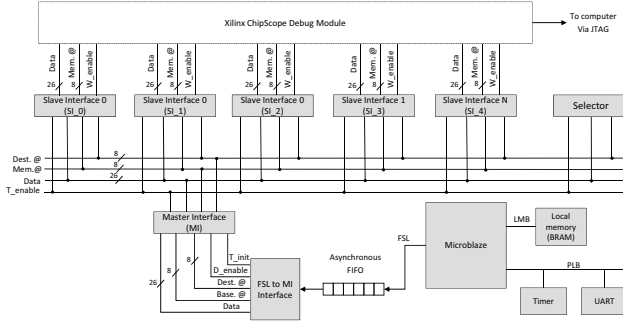 Xilinx ChipScope Debug Module
To computer
Via JTAG
Data
Mem. @
W_enable
26
8
Data
Mem. @
W_enable
26
8
Data
Mem. @
W_enable
26
8
Data
Mem. @
W_enable
26
8
Data
Mem. @
W_enable
26
8
Slave Interface 0
(SI_0)
Slave Interface 0
(SI_1)
Slave Interface 0
(SI_2)
Slave Interface 1
(SI_3)
Slave Interface N
(SI_4)
Selector
Dest. @
8
Mem.@
8
Data
26
T_enable
Master Interface
(MI)
T_init
D_enable
Dest. @
Base. @
Data
8
8
26
FSL to MI
Interface
Asynchronous
FIFO
FSL
Microblaze
LMB
Local
memory
(BRAM)
PLB
Timer
UART